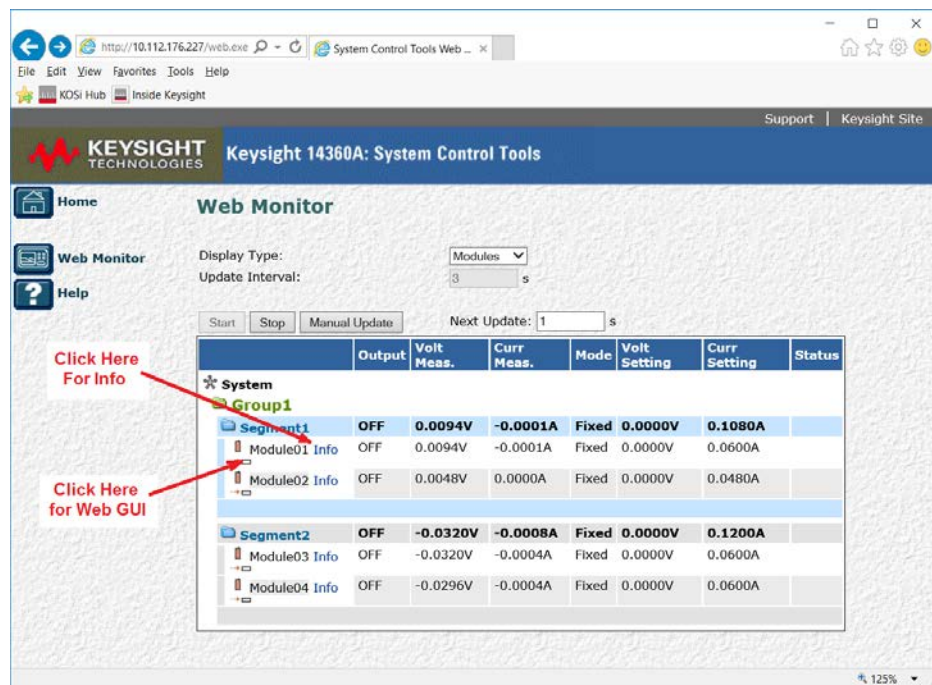 http://10.112.176.227/web.exe
System Control Tools Web ...
File Edit View Favorites Tools Help
KOSi Hub Inside Keysight
Support | Keysight Site
KEYSIGHT
TECHNOLOGIES
Keysight 14360A: System Control Tools
Home
Web Monitor
Help
Web Monitor
Display Type: Modules
Update Interval: 3 s
Start Stop Manual Update Next Update: 1 s
Output Volt Meas. Curr Meas. Mode Volt Setting Curr Setting Status
System
Group1
Segment1 OFF 0.0094V -0.0001A Fixed 0.0000V 0.1080A
Module01 Info OFF 0.0094V -0.0001A Fixed 0.0000V 0.0600A
Module02 Info OFF 0.0048V 0.0000A Fixed 0.0000V 0.0480A
Segment2 OFF -0.0320V -0.0008A Fixed 0.0000V 0.1200A
Module03 Info OFF -0.0320V -0.0004A Fixed 0.0000V 0.0600A
Module04 Info OFF -0.0296V -0.0004A Fixed 0.0000V 0.0600A
Click Here
For Info
Click Here
for Web GUI
125%